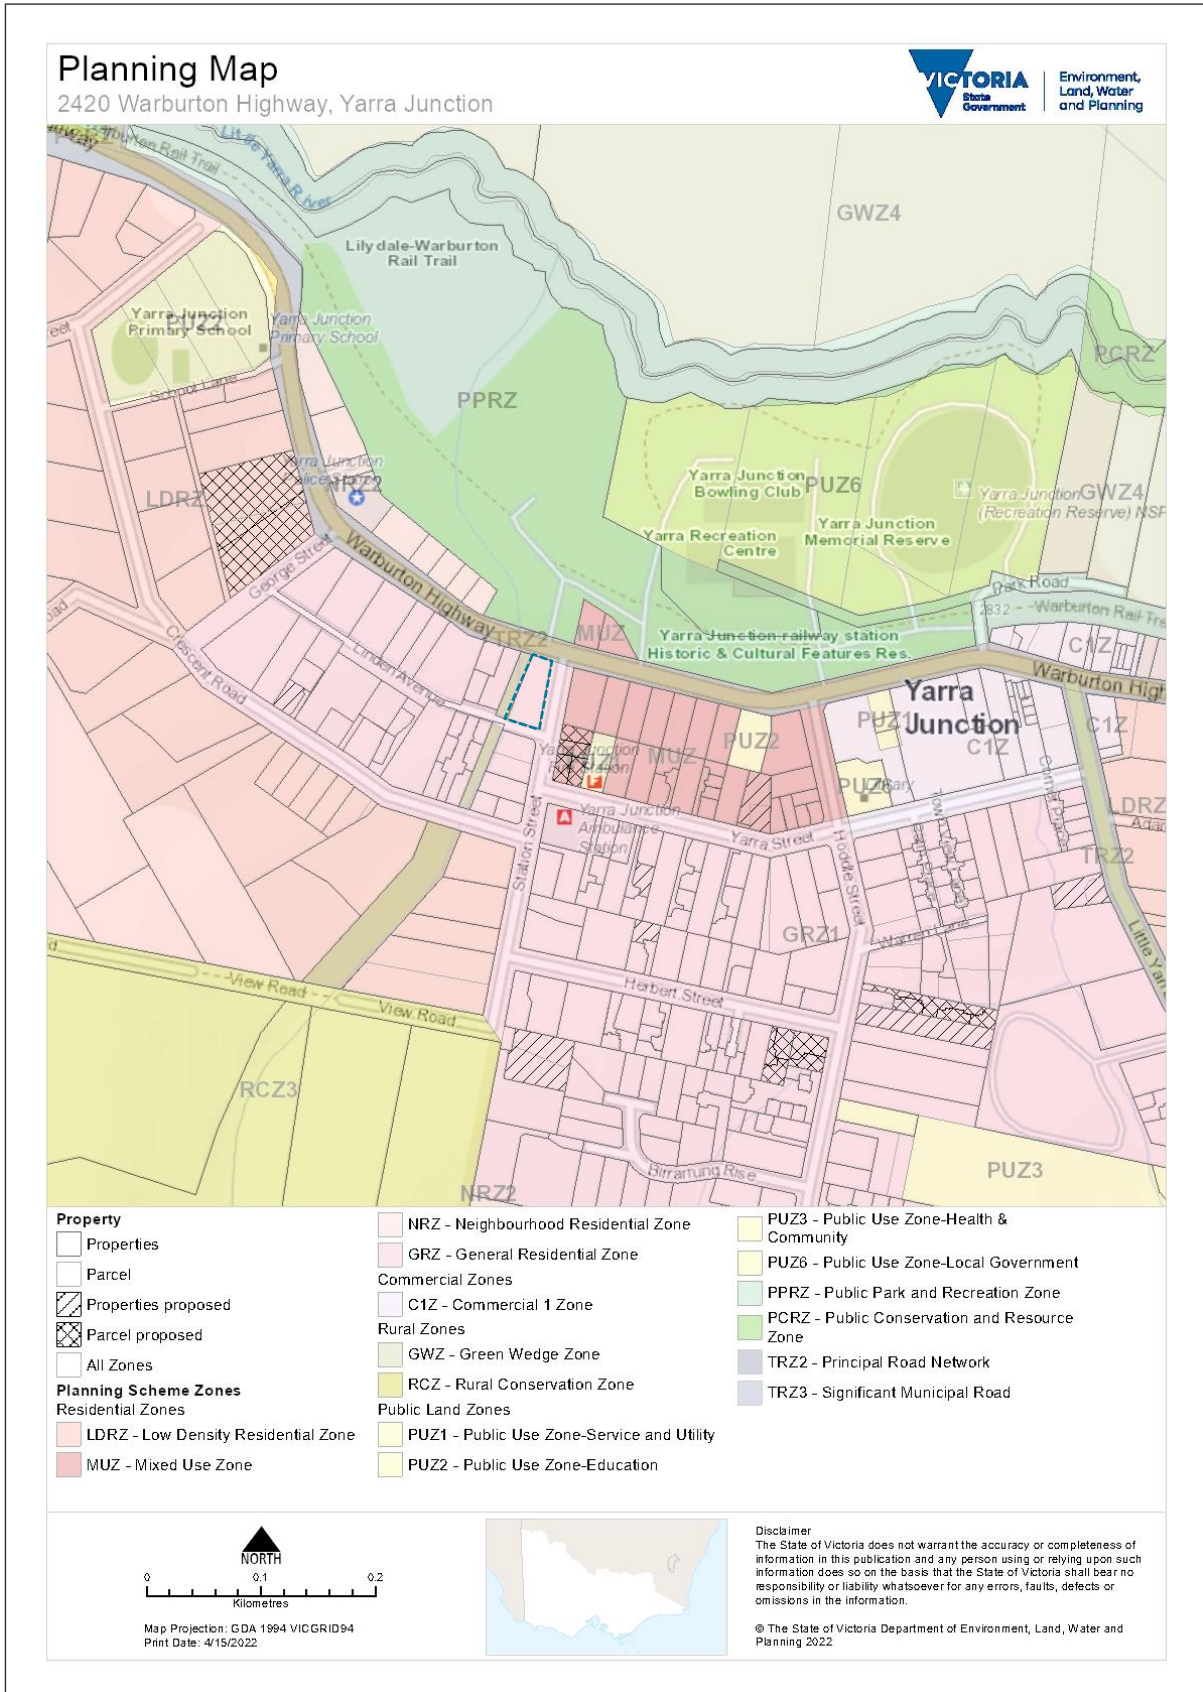 Planning Map
2420 Warburton Highway, Yarra Junction
VICTORIA
State
Government
Environment,
Land, Water
and Planning
Warburton Rail Trail
Little Yarra River
GWZ4
Lilydale-Warburton
Rail Trail
Yarra Junction
Primary School
PUZ2
Yarra Junction
Primary School
School Lane
PCRZ
PPRZ
Yarra Junction
Bowling Club
PUZ6
Yarra Junction
(Recreation Reserve) NSP
GWZ4
Yarra Recreation
Centre
Yarra Junction
Memorial Reserve
LDRZ
Yarra Junction
NRZ2
George Street
Warburton Highway
TRZ2
MUZ
Yarra Junction railway station
Historic & Cultural Features Res.
Park Road
2832
Warburton Rail Tra
C1Z
Warburton High
Crescent Road
Linden Avenue
Yarra
Junction
PUZ1
C1Z
C1Z
PUZ2
MUZ
F
PUZ6
A
Yarra Junction
Ambulance
Station
Yarra Street
Station Street
Hoddle Street
LDRZ
TRZ2
GRZ1
Warren Lane
Little Yarr
View Road
View Road
Herbert Street
RCZ3
NRZ2
Birrartung Rise
PUZ3
Property
Properties
Parcel
Properties proposed
Parcel proposed
All Zones
Planning Scheme Zones
Residential Zones
LDRZ - Low Density Residential Zone
MUZ - Mixed Use Zone
NRZ - Neighbourhood Residential Zone
GRZ - General Residential Zone
Commercial Zones
C1Z - Commercial 1 Zone
Rural Zones
GWZ - Green Wedge Zone
RCZ - Rural Conservation Zone
Public Land Zones
PUZ1 - Public Use Zone-Service and Utility
PUZ2 - Public Use Zone-Education
PUZ3 - Public Use Zone-Health &
Community
PUZ6 - Public Use Zone-Local Government
PPRZ - Public Park and Recreation Zone
PCRZ - Public Conservation and Resource
Zone
TRZ2 - Principal Road Network
TRZ3 - Significant Municipal Road
NORTH
0 0.1 0.2
Kilometres
Map Projection: GDA 1994 VICGRID94
Print Date: 4/15/2022
Disclaimer
The State of Victoria does not warrant the accuracy or completeness of
information in this publication and any person using or relying upon such
information does so on the basis that the State of Victoria shall bear no
responsibility or liability whatsoever for any errors, faults, defects or
omissions in the information.
© The State of Victoria Department of Environment, Land, Water and
Planning 2022